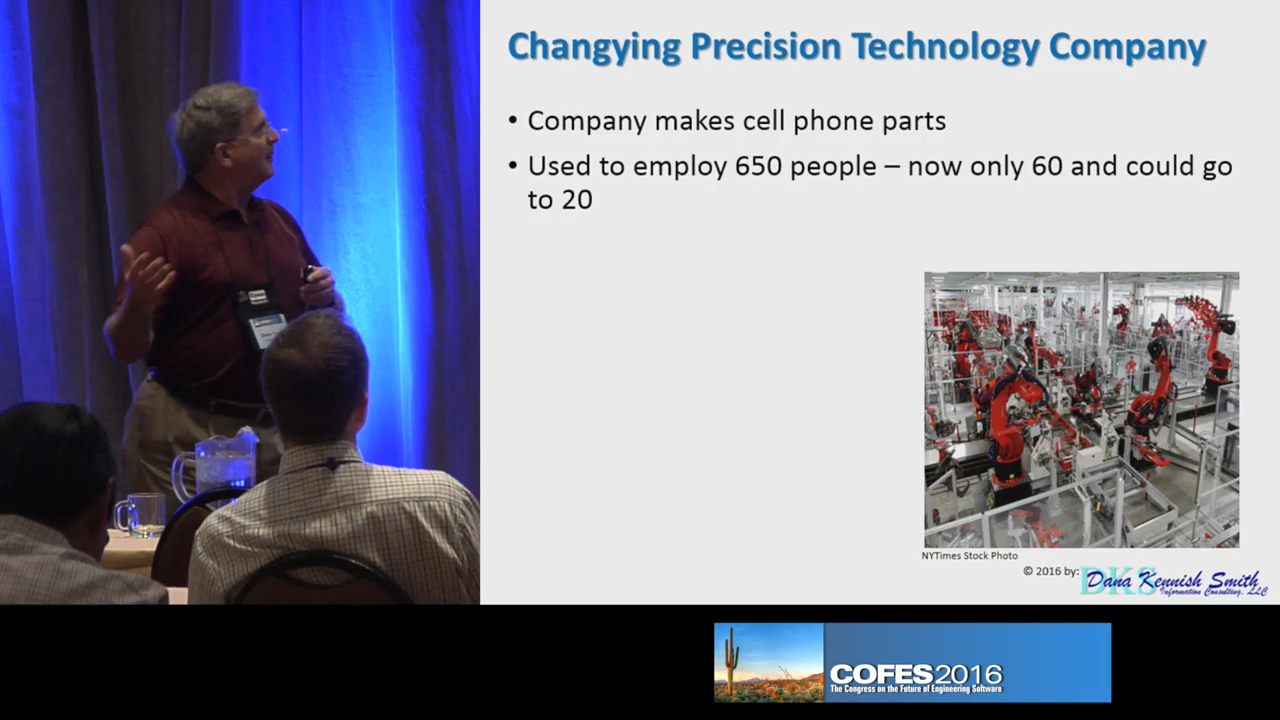 Changying Precision Technology Company
• Company makes cell phone parts
• Used to employ 650 people – now only 60 and could go
to 20
NYTimes Stock Photo
© 2016 by:
DKS
Dana Kennish Smith
Information Consulting, LLC
COFES2016
The Congress on the Future of Engineering Software